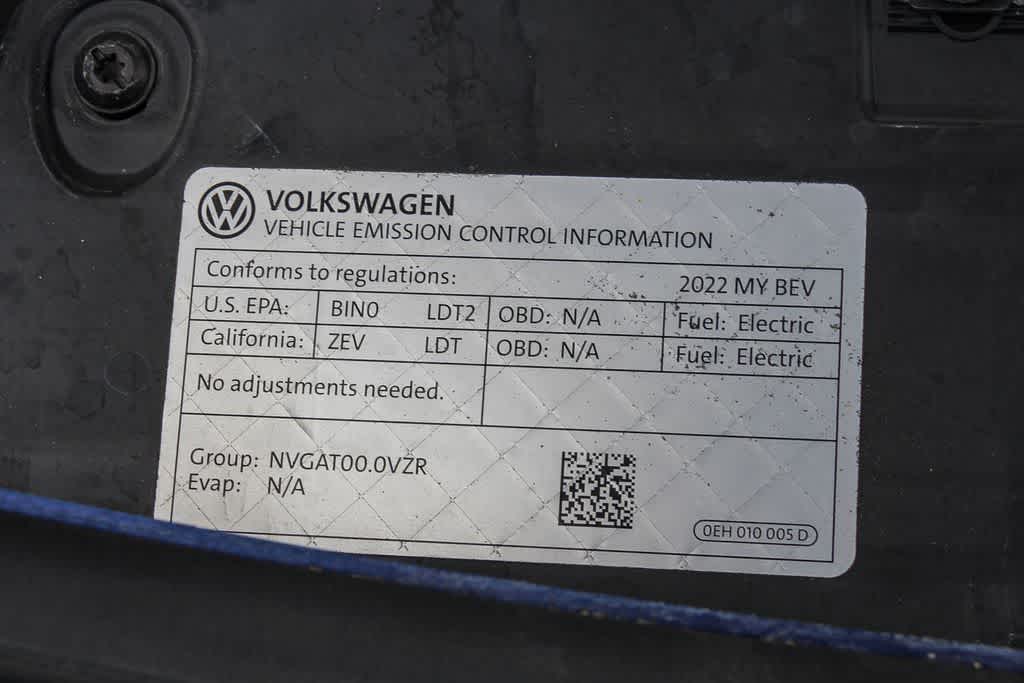 VOLKSWAGEN
VEHICLE EMISSION CONTROL INFORMATION
Conforms to regulations: 2022 MY BEV
U.S. EPA: BIN0 LDT2 OBD: N/A Fuel: Electric
California: ZEV LDT OBD: N/A Fuel: Electric
No adjustments needed.
Group: NVGAT00.0VZR
Evap: N/A
0EH 010 005 D